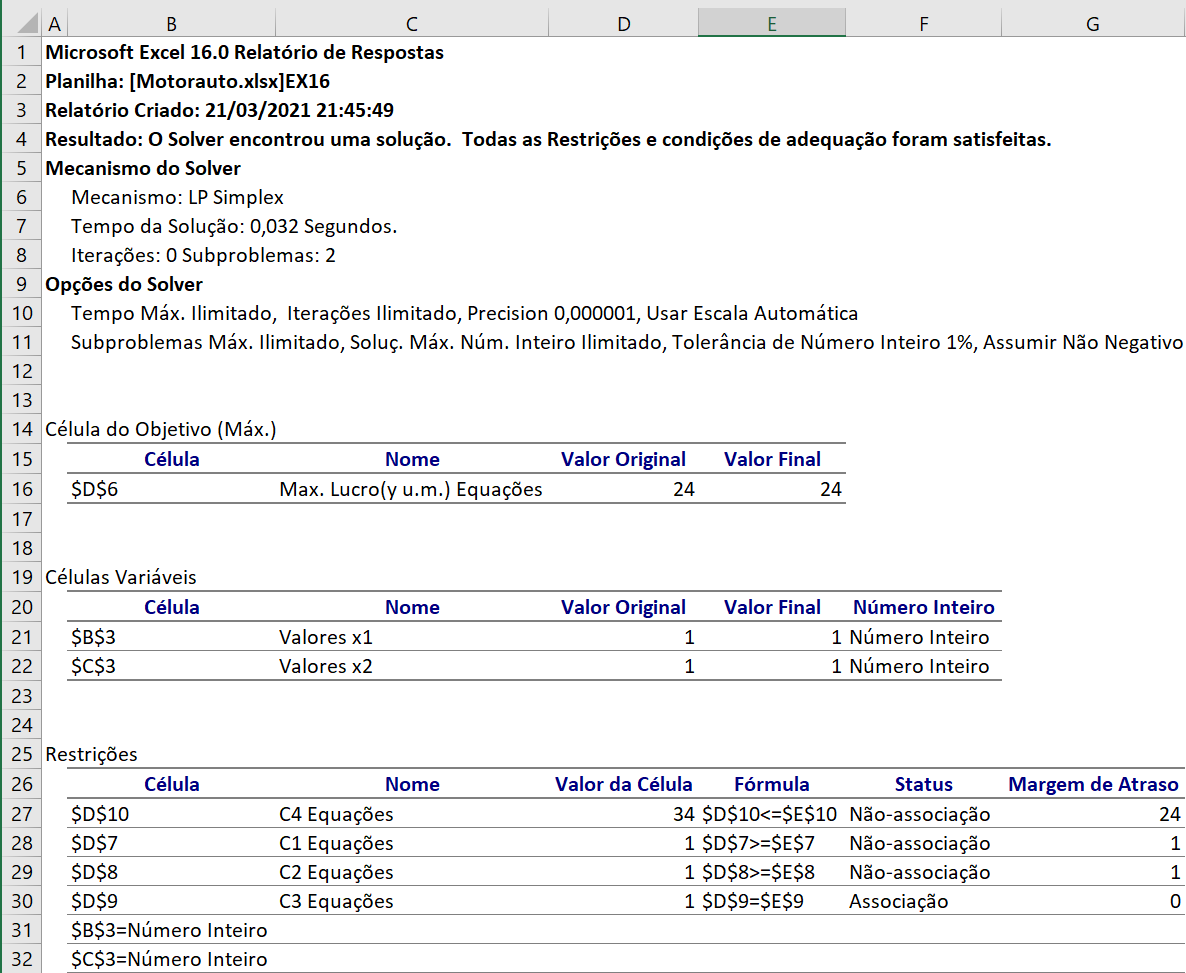 A B C D E F G
1 Microsoft Excel 16.0 Relatório de Respostas
2 Planilha: [Motorauto.xlsx]EX16
3 Relatório Criado: 21/03/2021 21:45:49
4 Resultado: O Solver encontrou uma solução.  Todas as Restrições e condições de adequação foram satisfeitas.
5 Mecanismo do Solver
6 Mecanismo: LP Simplex
7 Tempo da Solução: 0,032 Segundos.
8 Iterações: 0 Subproblemas: 2
9 Opções do Solver
10 Tempo Máx. Ilimitado,  Iterações Ilimitado, Precision 0,000001, Usar Escala Automática
11 Subproblemas Máx. Ilimitado, Soluç. Máx. Núm. Inteiro Ilimitado, Tolerância de Número Inteiro 1%, Assumir Não Negativo
12
13
14 Célula do Objetivo (Máx.)
15 Célula Nome Valor Original Valor Final
16 $D$6 Max. Lucro(y u.m.) Equações 24 24
17
18
19 Células Variáveis
20 Célula Nome Valor Original Valor Final Número Inteiro
21 $B$3 Valores x1 1 1 Número Inteiro
22 $C$3 Valores x2 1 1 Número Inteiro
23
24
25 Restrições
26 Célula Nome Valor da Célula Fórmula Status Margem de Atraso
27 $D$10 C4 Equações 34 $D$10<=$E$10 Não-associação 24
28 $D$7 C1 Equações 1 $D$7>=$E$7 Não-associação 1
29 $D$8 C2 Equações 1 $D$8>=$E$8 Não-associação 1
30 $D$9 C3 Equações 1 $D$9=$E$9 Associação 0
31 $B$3=Número Inteiro
32 $C$3=Número Inteiro